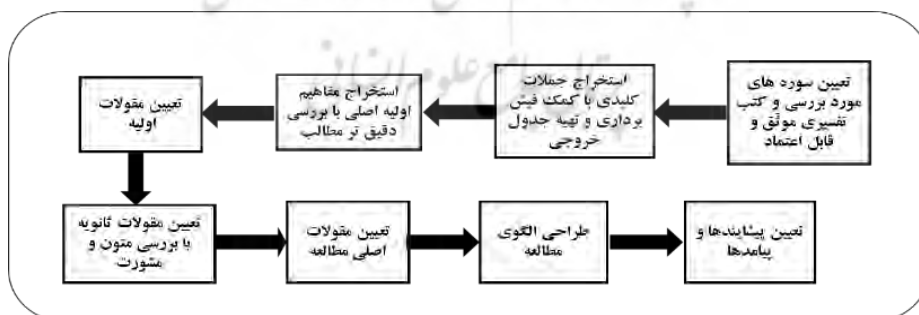 تعیین سوره های
مورد بررسی و کتب
تفسیری موثق و
قابل اعتماد
استخراج جملات
کلیدی با کمک فیش
برداری و تهیه جدول
خروجی
استخراج مفاهیم
اولیه اصلی با بررسی
دقیق تر مطالب
تعیین مقولات
اولیه
تعیین مقولات ثانویه
با بررسی متون و
مشورت
تعیین مقولات
اصلی مطالعه
طراحی الگوی
مطالعه
تعیین پیشایندها و
پیامدها